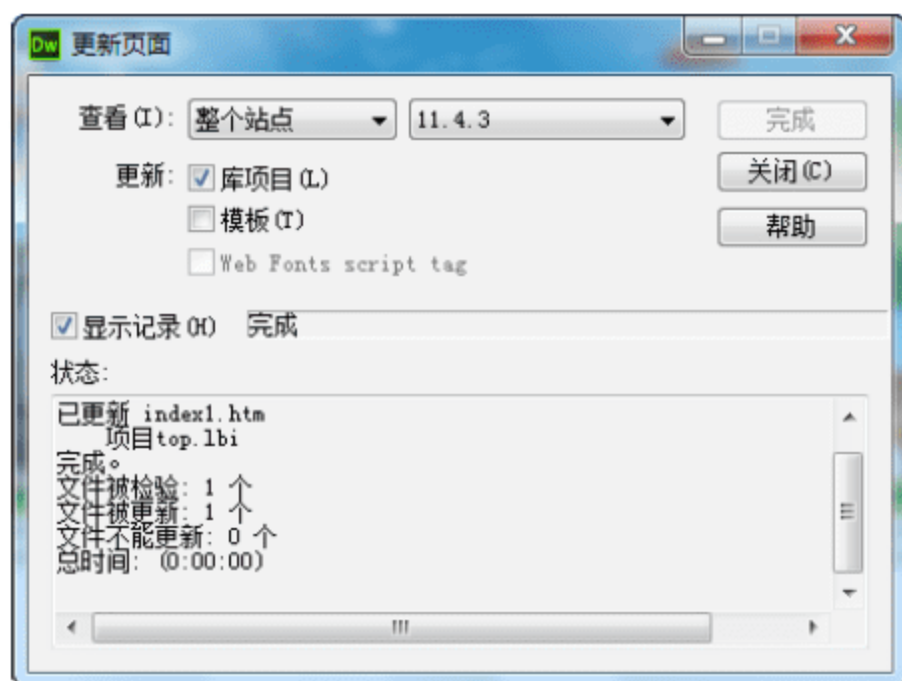 Dw 更新页面
查看(I): 整个站点 11.4.3 完成
更新: 库项目(L) 关闭(C)
模板(T) 帮助
Web Fonts script tag
显示记录(H) 完成
状态:
已更新 index1.htm
项目top.lbi
完成。
文件被检验: 1 个
文件被更新: 1 个
文件不能更新: 0 个
总时间: (0:00:00)